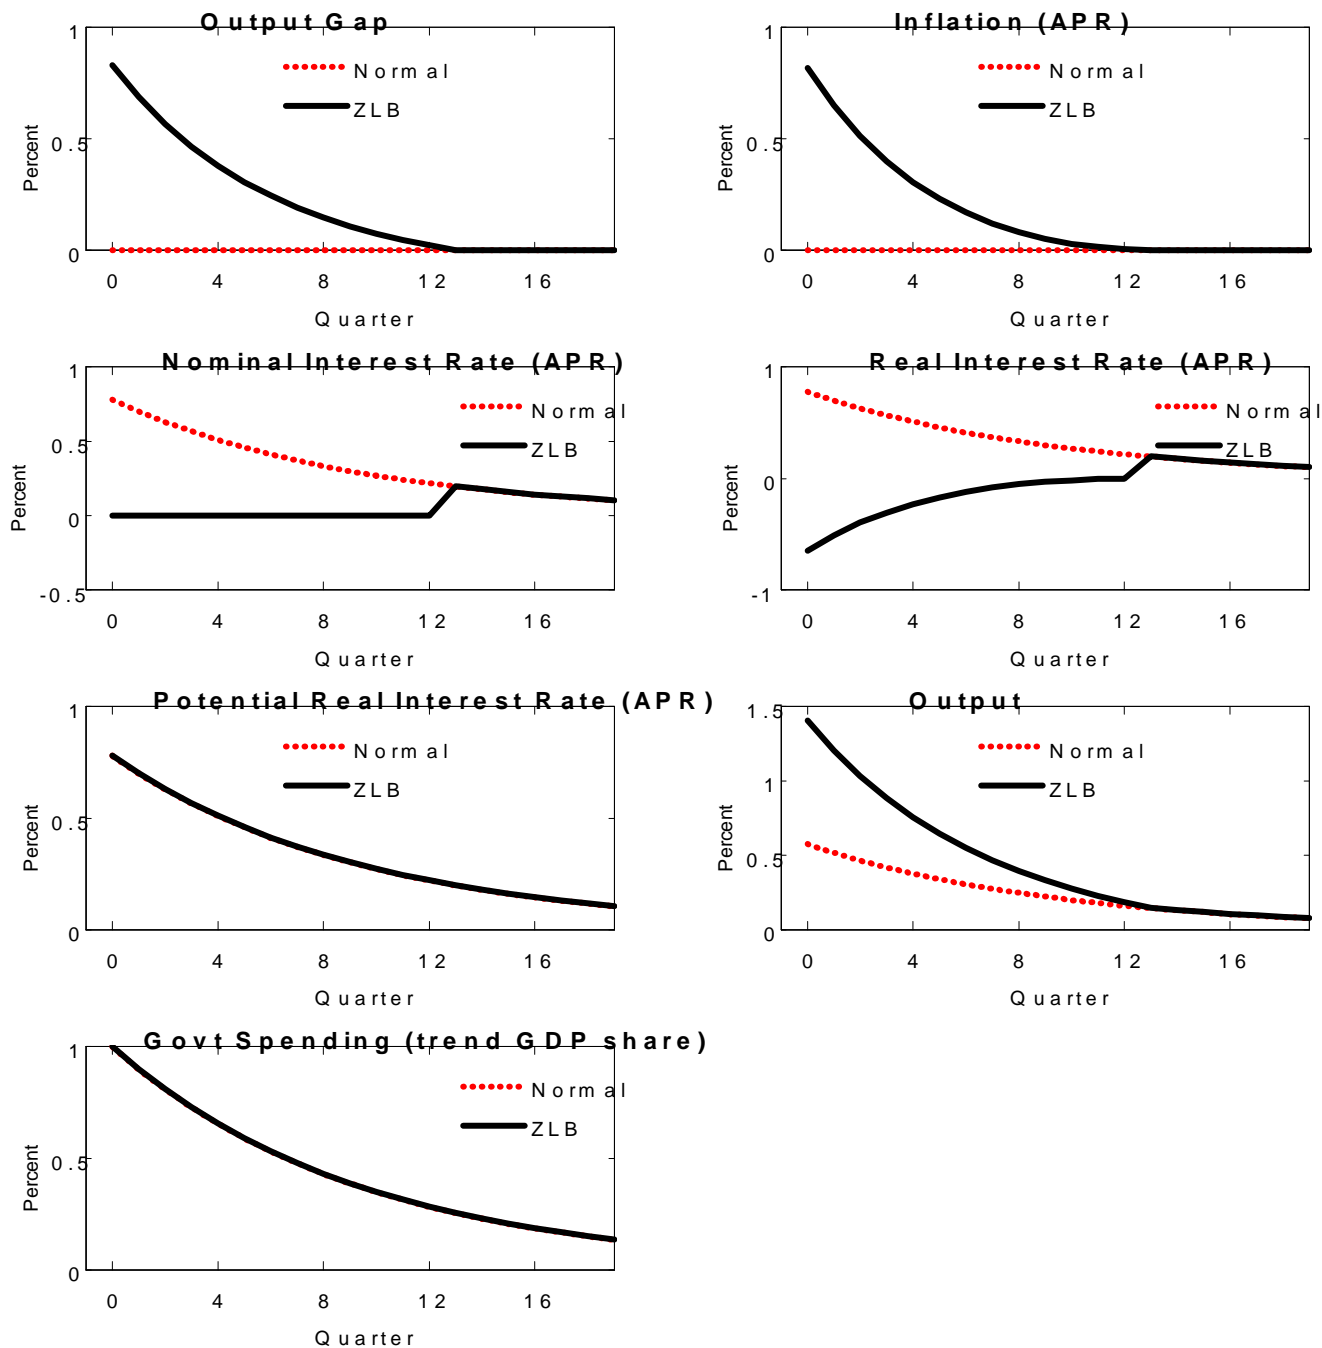 Output Gap
1
Normal
ZLB
0.5
Percent
0
0 4 8 12 16
Quarter
Inflation (APR)
1
Normal
ZLB
0.5
Percent
0
0 4 8 12 16
Quarter
Nominal Interest Rate (APR)
1
Normal
ZLB
0.5
Percent
0
-0.5
0 4 8 12 16
Quarter
Real Interest Rate (APR)
1
Normal
ZLB
Percent
0
-1
0 4 8 12 16
Quarter
Potential Real Interest Rate (APR)
1
Normal
ZLB
0.5
Percent
0
0 4 8 12 16
Quarter
Output
1.5
Normal
ZLB
1
Percent
0.5
0
0 4 8 12 16
Quarter
Govt Spending (trend GDP share)
1
Normal
ZLB
0.5
Percent
0
0 4 8 12 16
Quarter